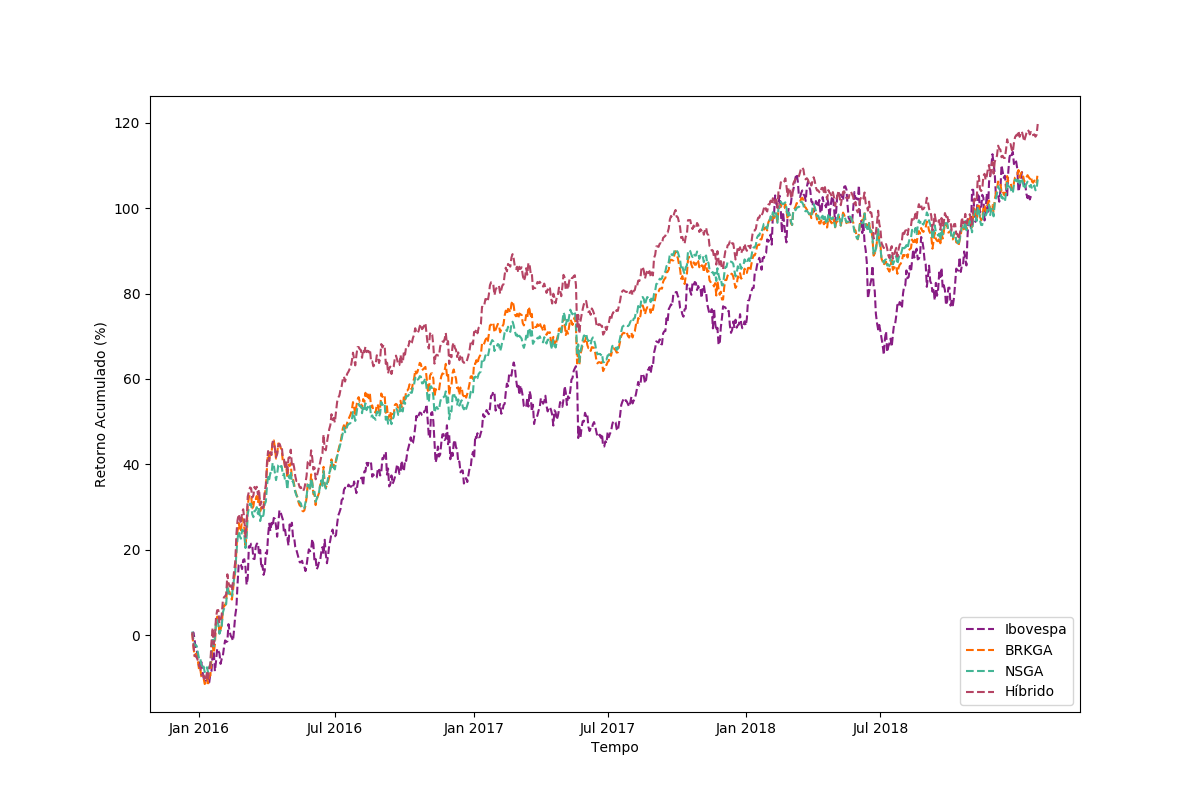 120
100
80
60
40
20
0
Retorno Acumulado (%)
Jan 2016 Jul 2016 Jan 2017 Jul 2017 Jan 2018 Jul 2018
Tempo
Ibovespa
BRKGA
NSGA
Híbrido